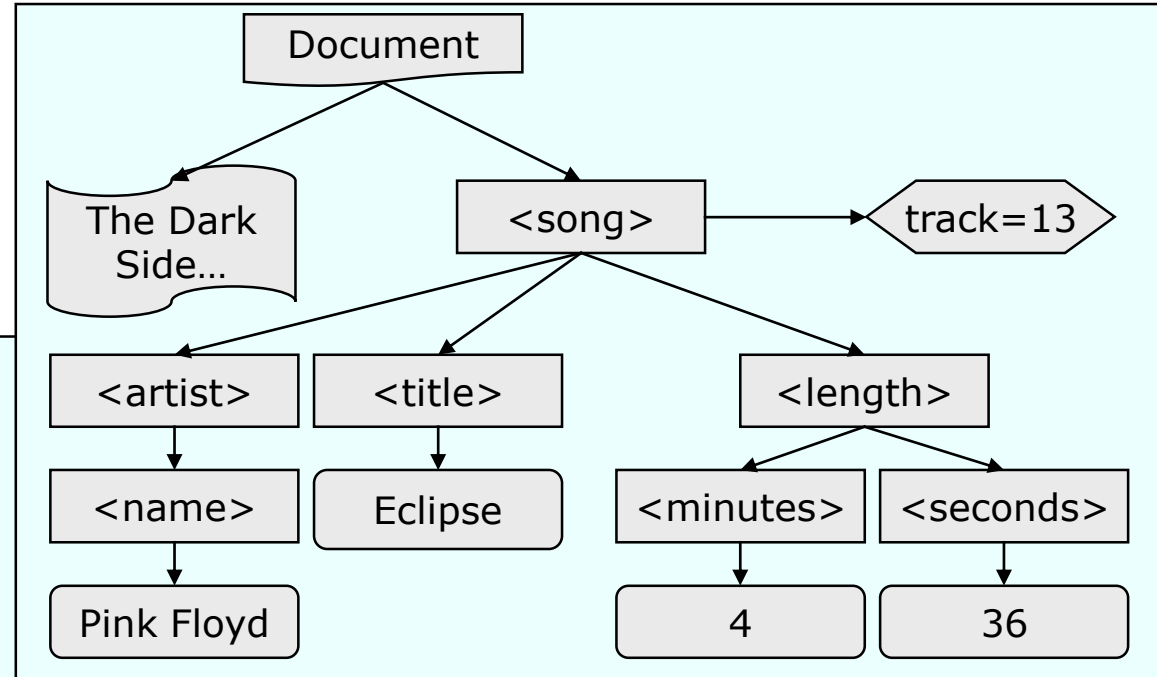 Document
The Dark
Side…
<song>
track=13
<artist>
<title>
<length>
<name>
Eclipse
<minutes>
<seconds>
Pink Floyd
4
36